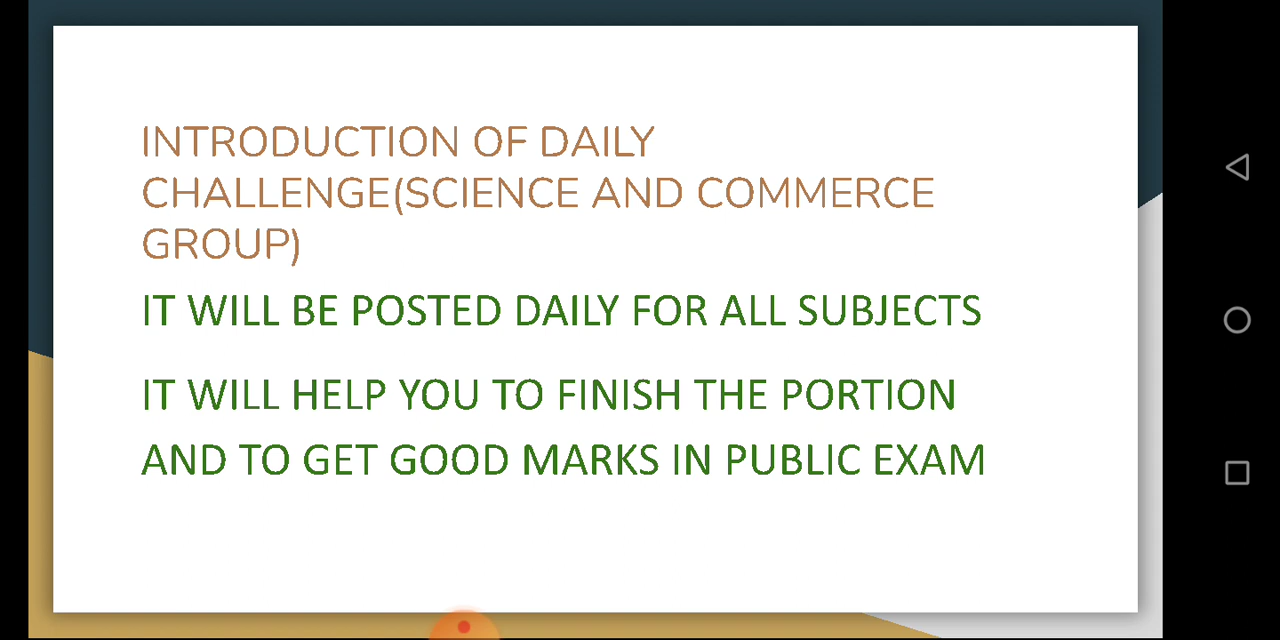 INTRODUCTION OF DAILY
CHALLENGE(SCIENCE AND COMMERCE
GROUP)
IT WILL BE POSTED DAILY FOR ALL SUBJECTS
IT WILL HELP YOU TO FINISH THE PORTION
AND TO GET GOOD MARKS IN PUBLIC EXAM